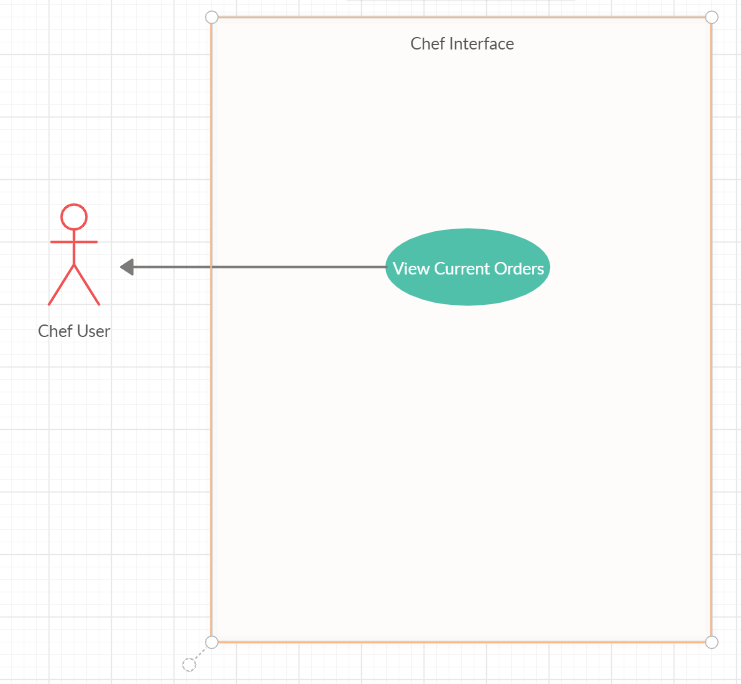 Chef Interface
View Current Orders
Chef User